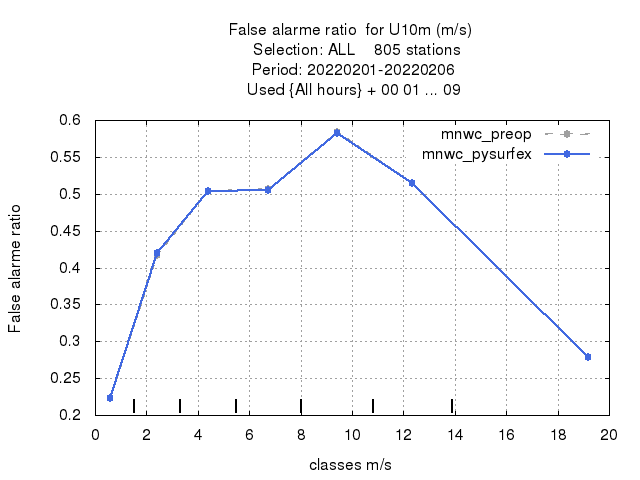 False alarme ratio  for U10m (m/s)
Selection: ALL    805 stations
Period: 20220201-20220206
Used {All hours} + 00 01 ... 09
mnwc_preop
mnwc_pysurfex
False alarme ratio
0.6
0.55
0.5
0.45
0.4
0.35
0.3
0.25
0.2
0 2 4 6 8 10 12 14 16 18 20
classes m/s